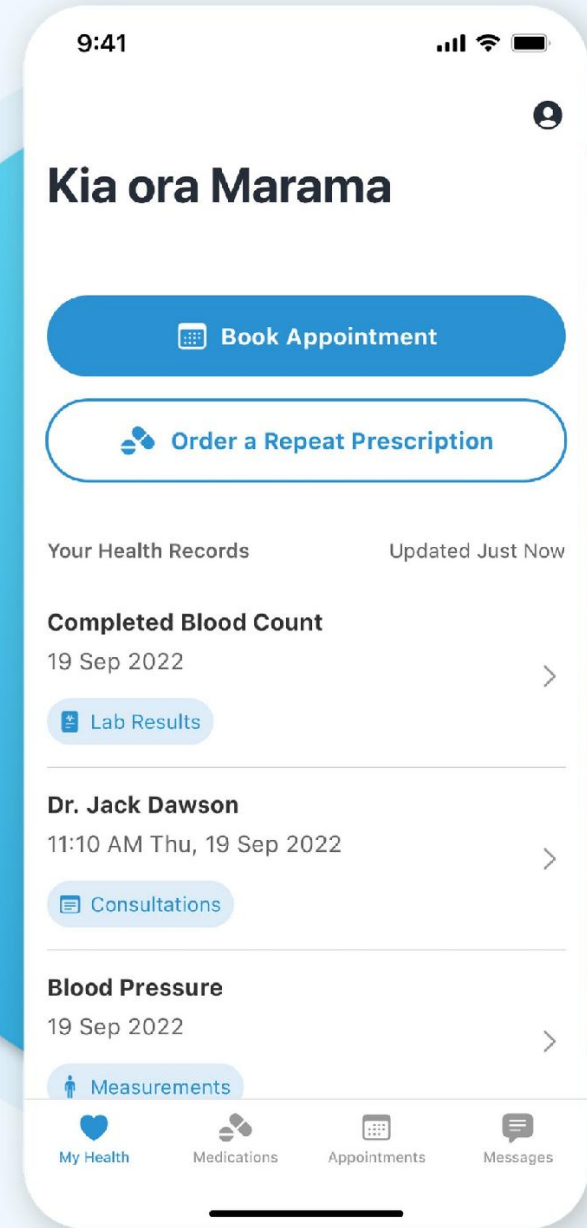 9:41
Kia ora Marama
Book Appointment
Order a Repeat Prescription
Your Health Records Updated Just Now
Completed Blood Count
19 Sep 2022
Lab Results
Dr. Jack Dawson
11:10 AM Thu, 19 Sep 2022
Consultations
Blood Pressure
19 Sep 2022
Measurements
My Health Medications Appointments Messages